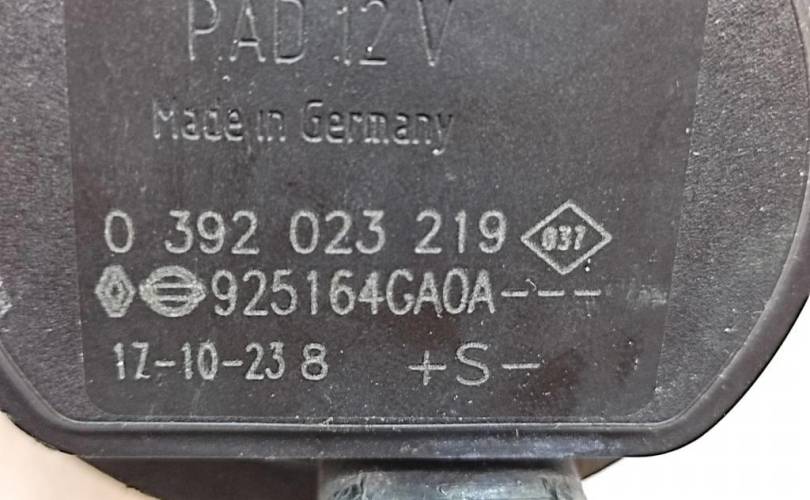 PAD 12 V
Made in Germany
0 392 023 219 037
925164GA0A---
17-10-23 8 +S-